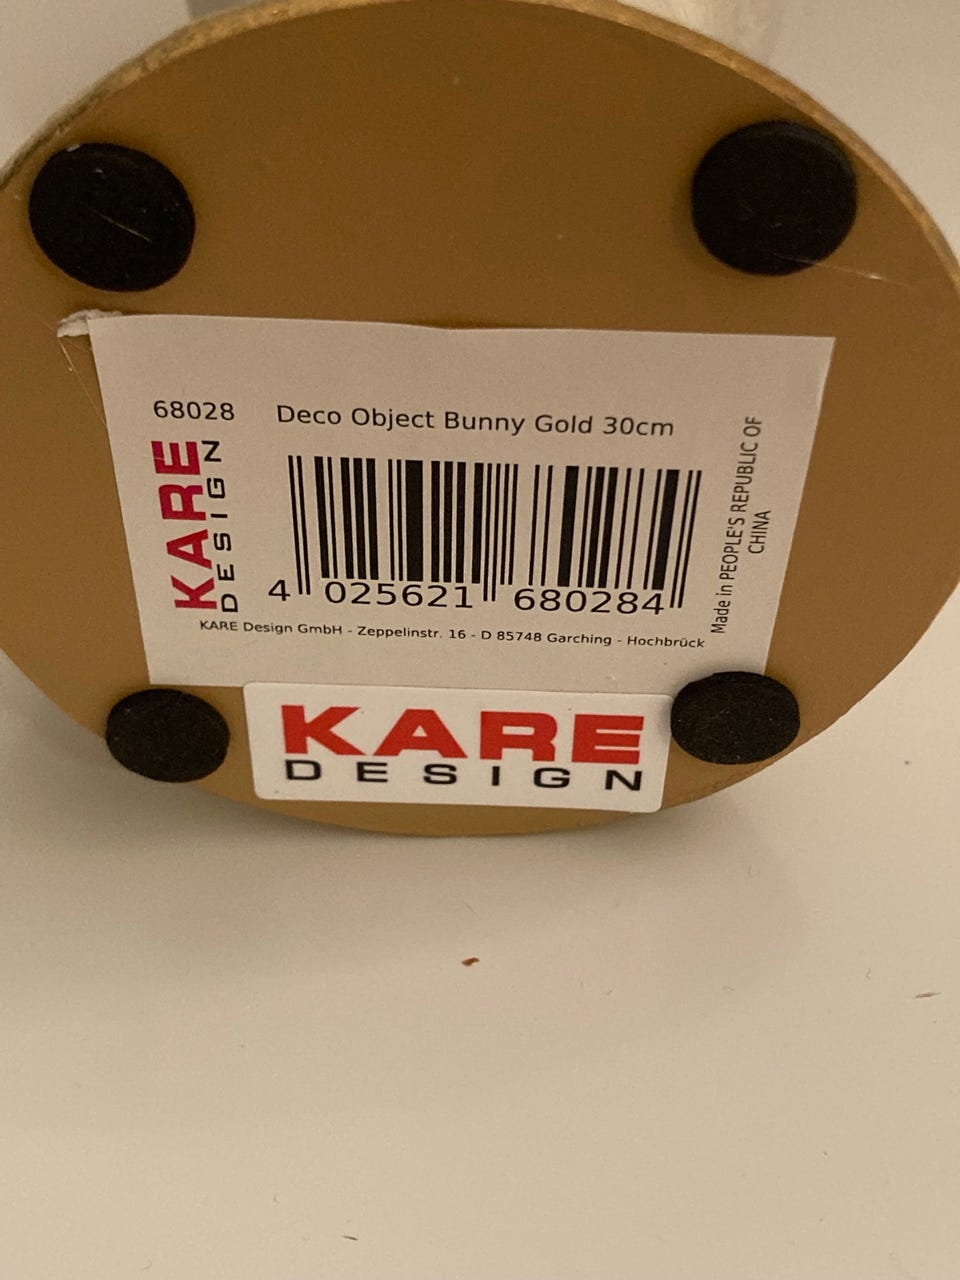 68028 Deco Object Bunny Gold 30cm
KARE
DESIGN
4 025621 680284
Made in PEOPLE'S REPUBLIC OF
CHINA
KARE Design GmbH - Zeppelinstr. 16 - D 85748 Garching - Hochbrück
KARE
DESIGN